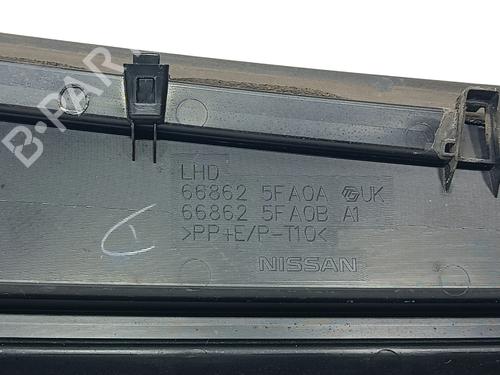 B-PARTS
LHD
66862 5FA0A UK
66862 5FA0B A1
>PP+E/P-T10<
NISSAN